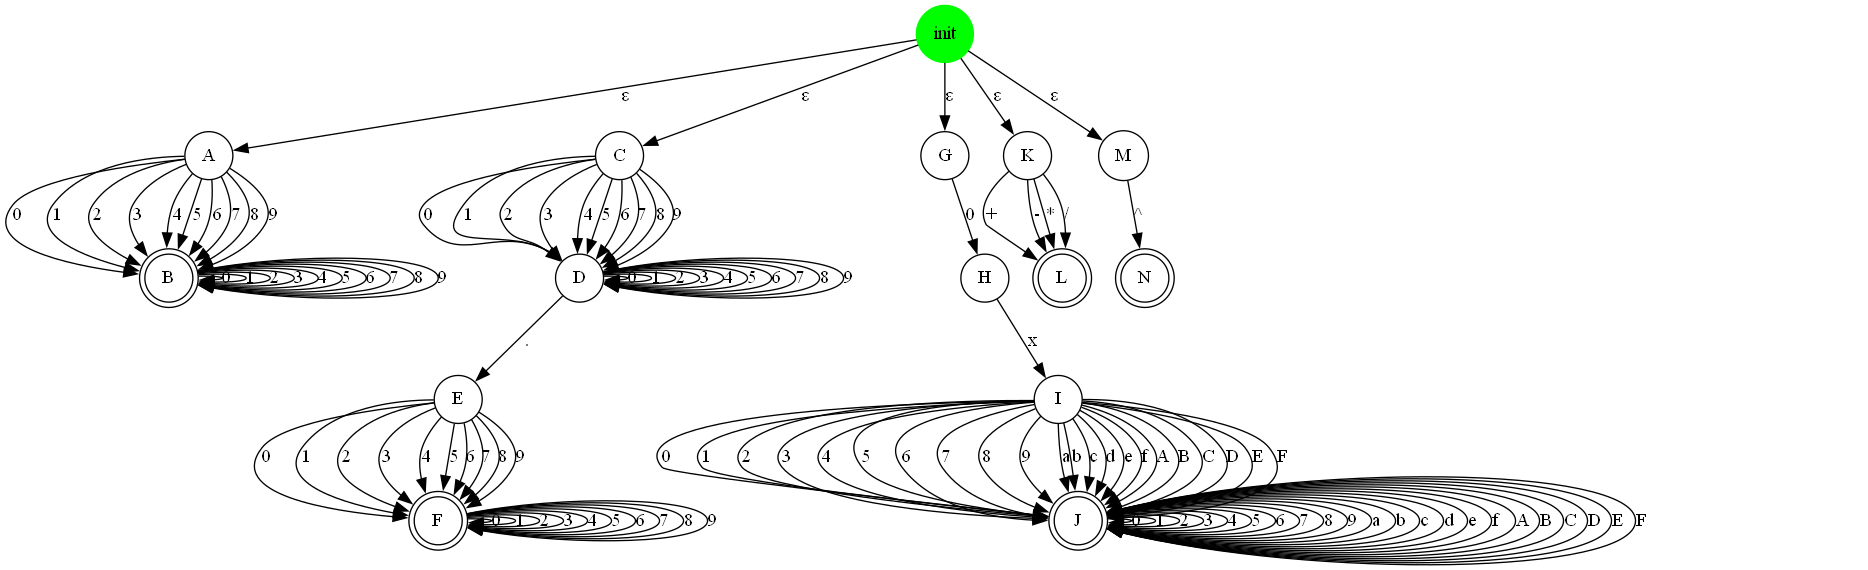 init
ε ε ε ε ε
A C G K M
0 1 2 3 4 5 6 7 8 9 0 1 2 3 4 5 6 7 8 9 0 + - * / ^
B 0 1 2 3 4 5 6 7 8 9 D 0 1 2 3 4 5 6 7 8 9 H L N
. x
E I
0 1 2 3 4 5 6 7 8 9 0 1 2 3 4 5 6 7 8 9 a b c d e f A B C D E F
F 0 1 2 3 4 5 6 7 8 9 J 0 1 2 3 4 5 6 7 8 9 a b c d e f A B C D E F